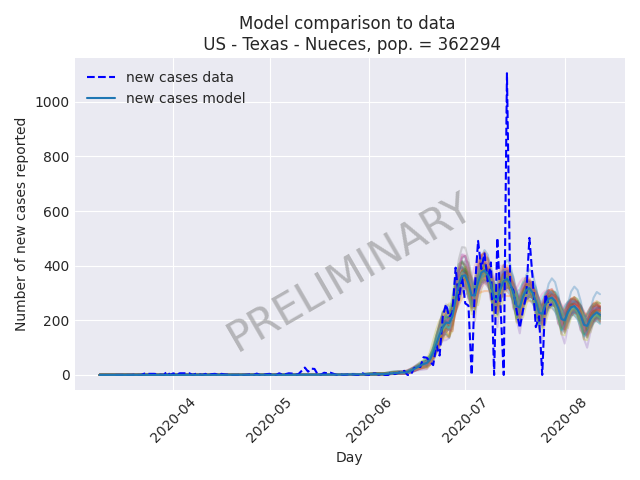 Model comparison to data
US - Texas - Nueces, pop. = 362294
new cases data
new cases model
Number of new cases reported
1000
800
600
400
200
0
PRELIMINARY
2020-04
2020-05
2020-06
2020-07
2020-08
Day